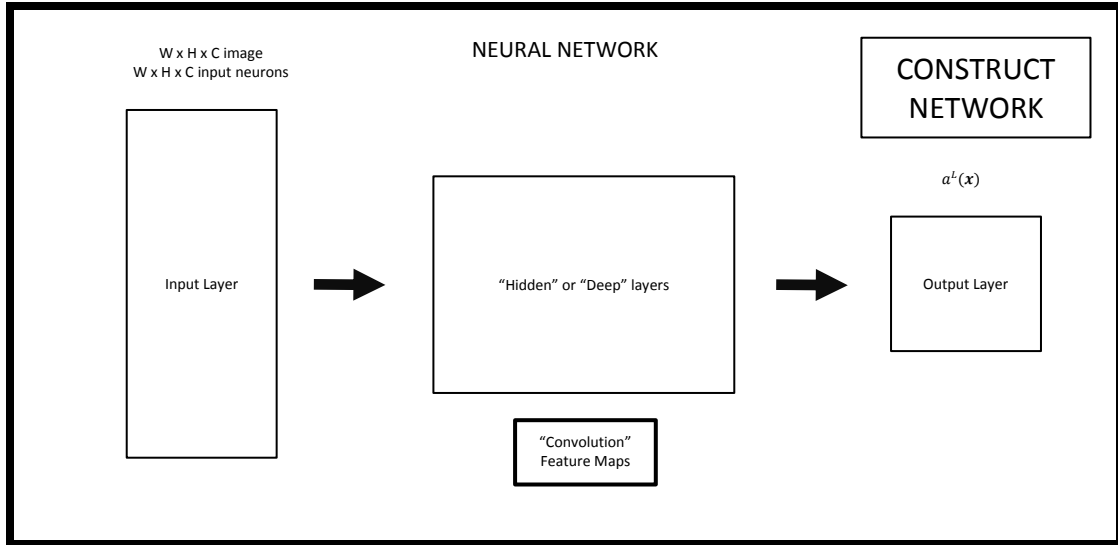 W x H x C image
W x H x C input neurons
NEURAL NETWORK
CONSTRUCT
NETWORK
a^L(x)
Input Layer
“Hidden” or “Deep” layers
Output Layer
“Convolution”
Feature Maps